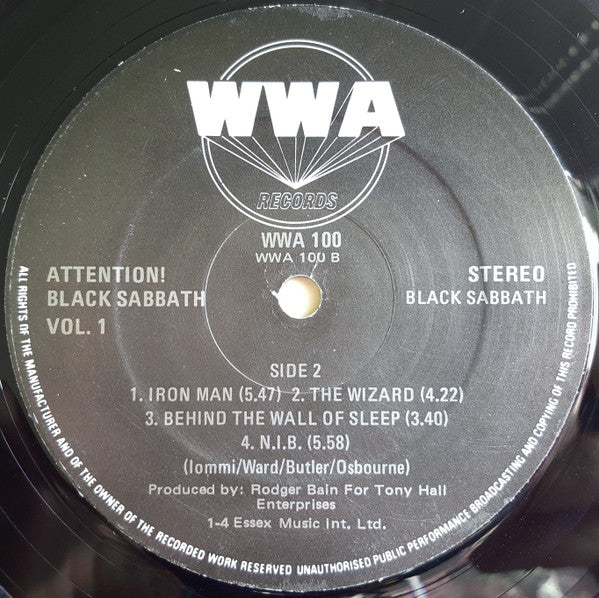 WWA
RECORDS
WWA 100
WWA 100 B
ATTENTION!
BLACK SABBATH
VOL. 1
STEREO
BLACK SABBATH
SIDE 2
1. IRON MAN (5.47) 2. THE WIZARD (4.22)
3. BEHIND THE WALL OF SLEEP (3.40)
4. N.I.B. (5.58)
(Iommi/Ward/Butler/Osbourne)
Produced by: Rodger Bain For Tony Hall
Enterprises
1-4 Essex Music Int. Ltd.
ALL RIGHTS OF THE MANUFACTURER AND OF THE OWNER OF THE RECORDED WORK RESERVED UNAUTHORISED PUBLIC PERFORMANCE BROADCASTING AND COPYING OF THIS RECORD PROHIBITED